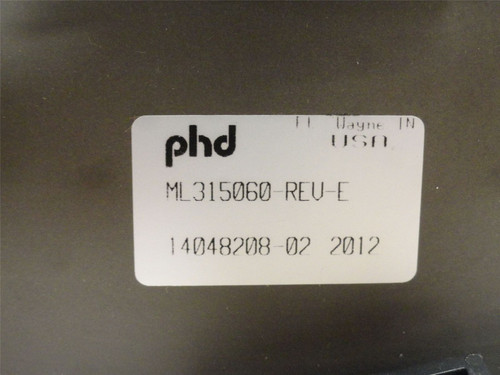 phd
Ft Wayne IN
USA
ML315060-REV-E
14048208-02 2012